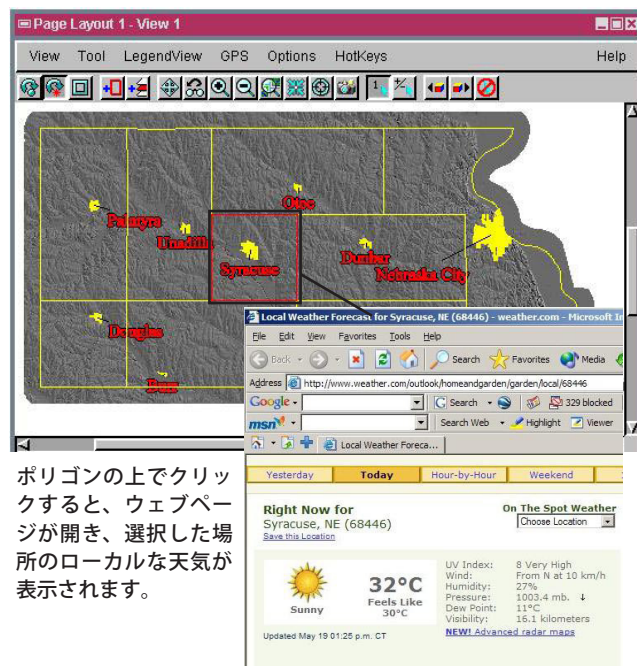 Page Layout 1 - View 1
View Tool LegendView GPS Options HotKeys Help
Otoe
Palmyra
Unadilla
Syracuse
Dunbar
Nebraska City
Douglas
Burr
Local Weather Forecast for Syracuse, NE (68446) - weather.com - Microsoft
File Edit View Favorites Tools Help
Back Search Favorites Media
Address http://www.weather.com/outlook/homeandgarden/garden/local/68446
Google Search 329 blocked
msn Search Web Highlight Viewer
Local Weather Foreca...
Yesterday Today Hour-by-Hour Weekend
Right Now for
Syracuse, NE (68446)
Save this Location
On The Spot Weather
Choose Location
Sunny
32°C
Feels Like
30°C
UV Index: 8 Very High
Wind: From N at 10 km/h
Humidity: 27%
Pressure: 1003.4 mb. ↓
Dew Point: 11°C
Visibility: 16.1 kilometers
NEW! Advanced radar maps
Updated May 19 01:25 p.m. CT
ポリゴンの上でクリッ
クすると、ウェブペー
ジが開き、選択した場
所のローカルな天気が
表示されます。